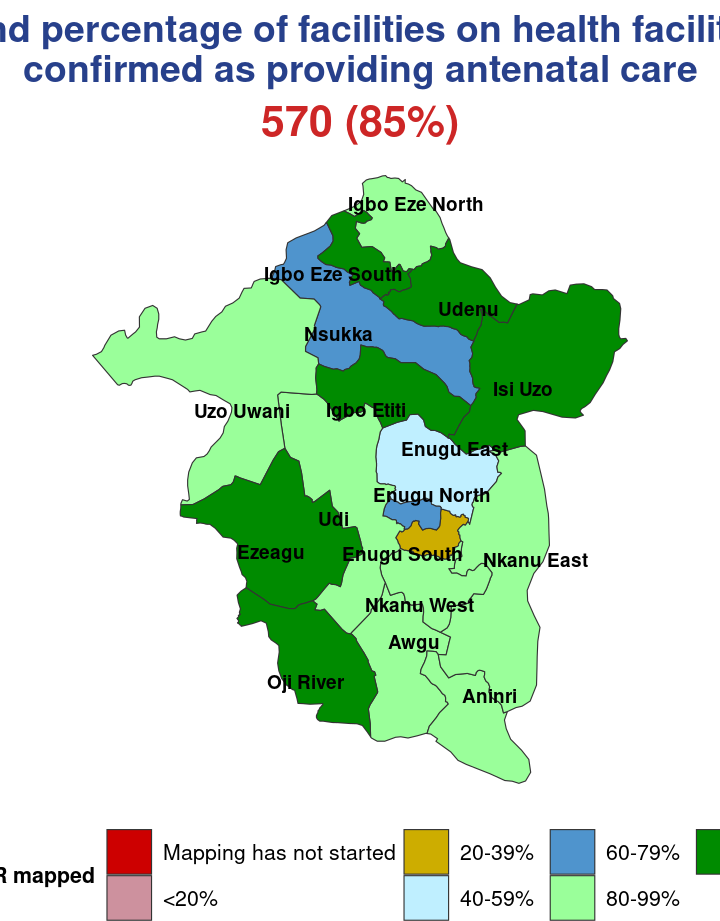 nd percentage of facilities on health facilit
confirmed as providing antenatal care
570 (85%)
Igbo Eze North
Igbo Eze South
Udenu
Nsukka
Isi Uzo
Uzo Uwani
Igbo Etiti
Enugu East
Enugu North
Udi
Ezeagu
Enugu South
Nkanu East
Nkanu West
Awgu
Oji River
Aninri
R mapped
Mapping has not started
20-39%
60-79%
<20%
40-59%
80-99%